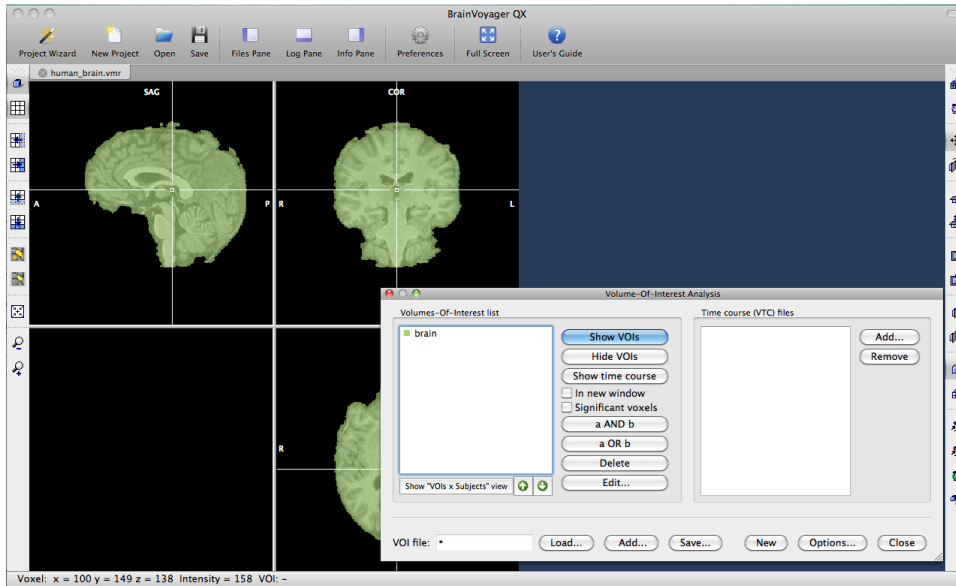 BrainVoyager QX
Project Wizard New Project Open Save Files Pane Log Pane Info Pane Preferences Full Screen User's Guide
human_brain.vmr
SAG COR
A P R L
Volume-Of-Interest Analysis
Volumes-Of-Interest list Time course (VTC) files
brain Show VOIs Add...
Hide VOIs Remove
Show time course
In new window
Significant voxels
a AND b
a OR b
R
Delete
Show "VOIs x Subjects" view Edit...
VOI file: * Load... Add... Save... New Options... Close
Voxel: x = 100 y = 149 z = 138 Intensity = 158 VOI: -